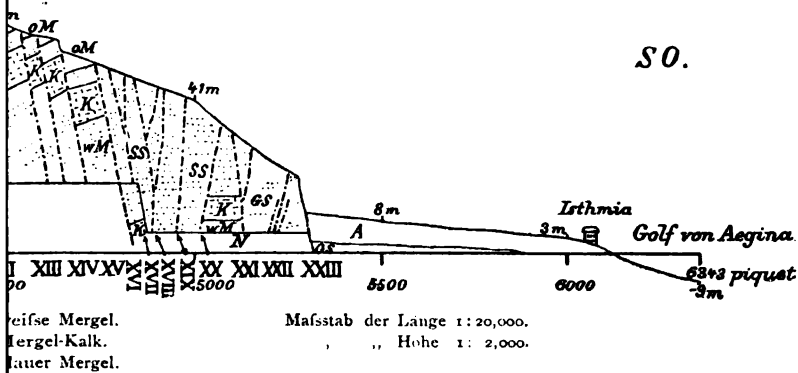 SO.
oM
oM
41m
K K
K
wM
SS
SS
K
wM
GS
K
N
A
8m
3m
Isthmia
Golf von Aegina
XIII XIV XV XVI XVII XVIII XIX XX XXI XXII XXIII
5000 5500 6000
6343 piquet
-3m
eifse Mergel.
Mafsstab der Länge 1:20,000.
Mergel-Kalk.
,, Höhe 1: 2,000.
lauer Mergel.